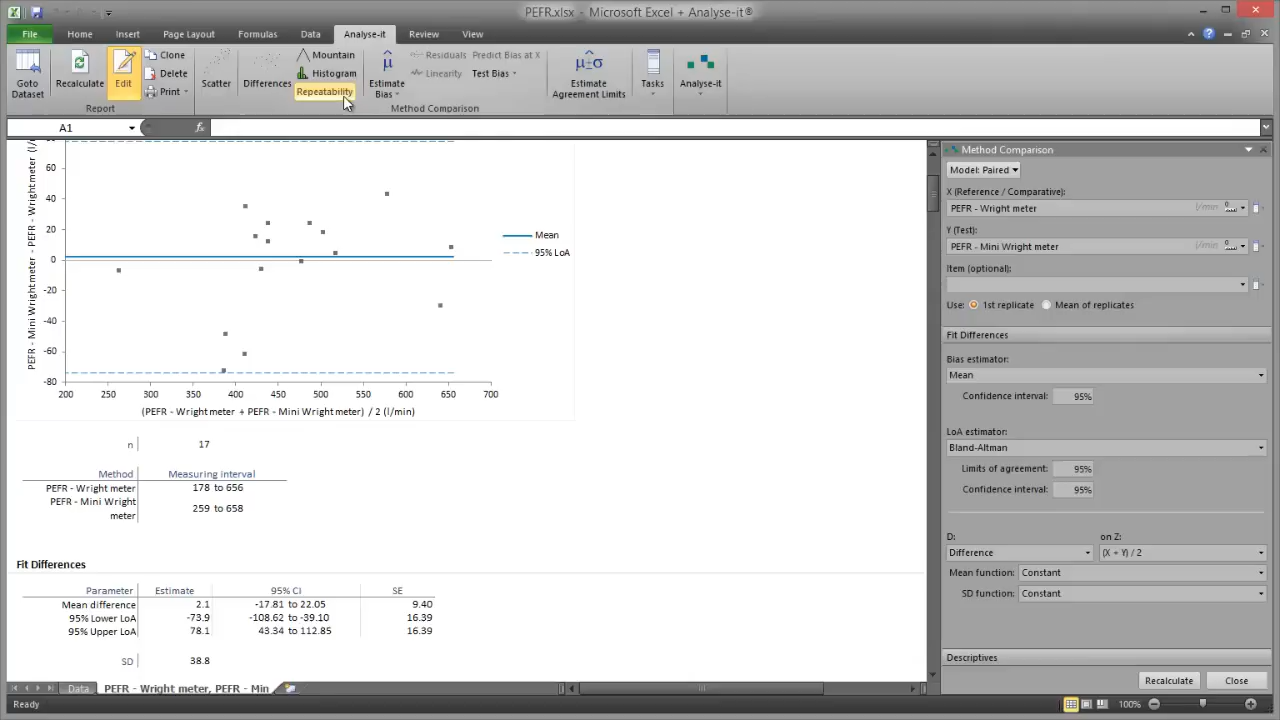 PEFR.xlsx - Microsoft Excel + Analyse-it®
File Home Insert Page Layout Formulas Data Analyse-it Review View
Goto Dataset
Recalculate
Edit
Clone
Delete
Print
Report
Scatter
Differences
Mountain
Histogram
Repeatability
Estimate Bias
Residuals
Linearity
Predict Bias at X
Test Bias
Estimate Agreement Limits
Method Comparison
Tasks
Analyse-it
A1
fx
Method Comparison
Model: Paired
X (Reference / Comparative):
PEFR - Wright meter l/min
Y (Test):
PEFR - Mini Wright meter l/min
Item (optional):
Use: 1st replicate Mean of replicates
Fit Differences
Bias estimator:
Mean
Confidence interval: 95%
LoA estimator:
Bland-Altman
Limits of agreement: 95%
Confidence interval: 95%
D: on Z:
Difference (X + Y) / 2
Mean function: Constant
SD function: Constant
Descriptives
Recalculate Close
PEFR - Mini Wright meter - PEFR - Wright meter (l/
60
40
20
0
-20
-40
-60
-80
200 250 300 350 400 450 500 550 600 650 700
(PEFR - Wright meter + PEFR - Mini Wright meter) / 2 (l/min)
Mean
95% LoA
n 17
Method Measuring interval
PEFR - Wright meter 178 to 656
PEFR - Mini Wright
meter 259 to 658
Fit Differences
Parameter Estimate 95% CI SE
Mean difference 2.1 -17.81 to 22.05 9.40
95% Lower LoA -73.9 -108.62 to -39.10 16.39
95% Upper LoA 78.1 43.34 to 112.85 16.39
SD 38.8
Data PEFR - Wright meter, PEFR - Min
Ready 100%